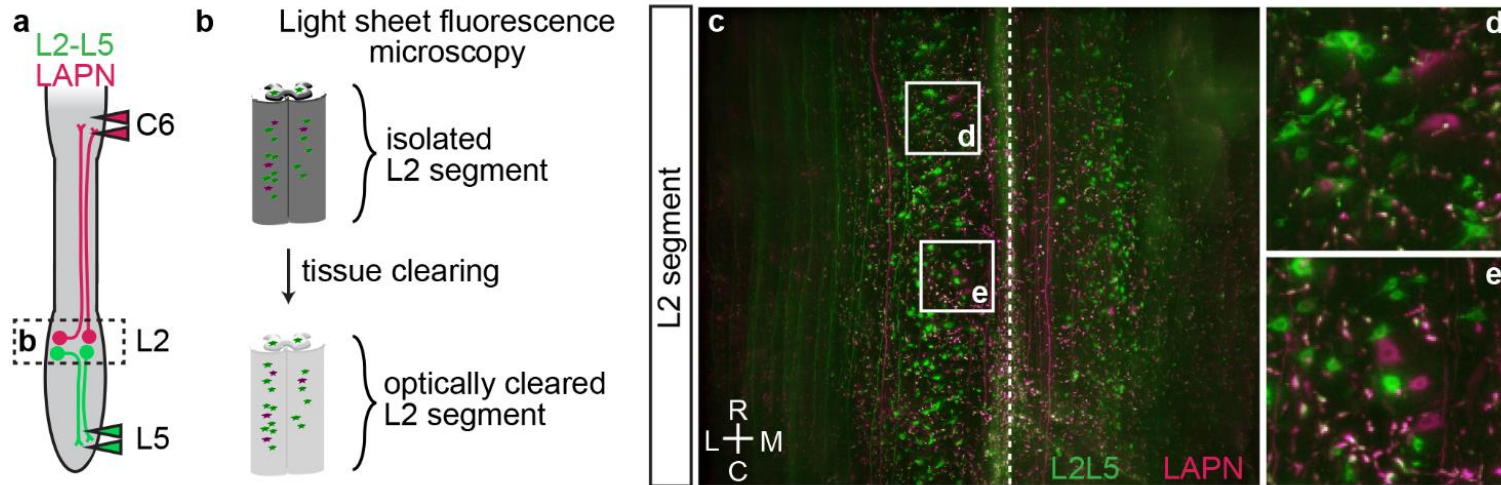 a
L2-L5
LAPN
C6
b
L2
L5
b
Light sheet fluorescence
microscopy
isolated
L2 segment
tissue clearing
optically cleared
L2 segment
L2 segment
c
d
e
R
L M
C
L2L5 LAPN
d
e